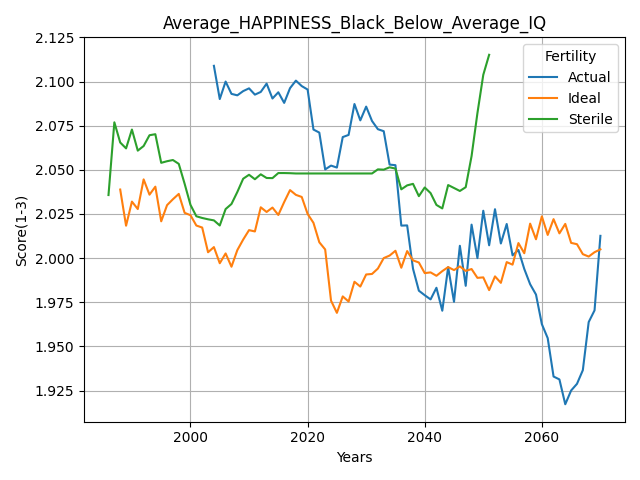 Average_HAPPINESS_Black_Below_Average_IQ
2.125
2.100
2.075
2.050
2.025
2.000
1.975
1.950
1.925
Score(1-3)
Fertility
Actual
Ideal
Sterile
2000
2020
2040
2060
Years